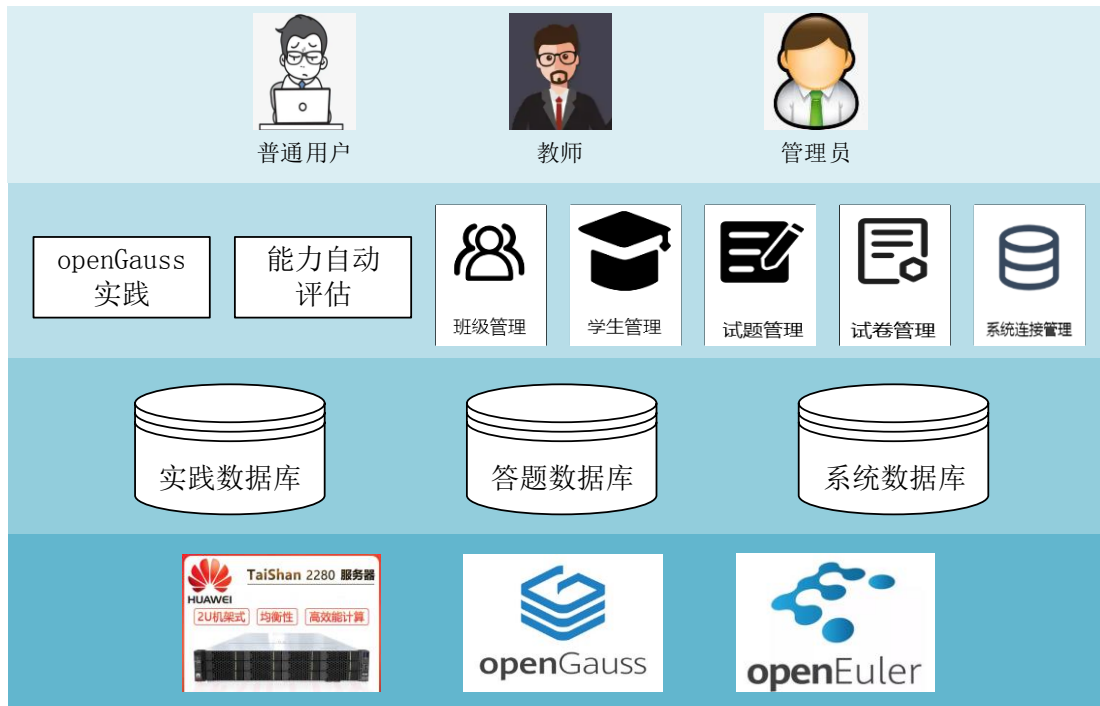 普通用户
教师
管理员
openGauss
实践
能力自动
评估
班级管理
学生管理
试题管理
试卷管理
系统连接管理
实践数据库
答题数据库
系统数据库
HUAWEI
TaiShan 2280 服务器
2U机架式 均衡性 高效能计算
openGauss
openEuler